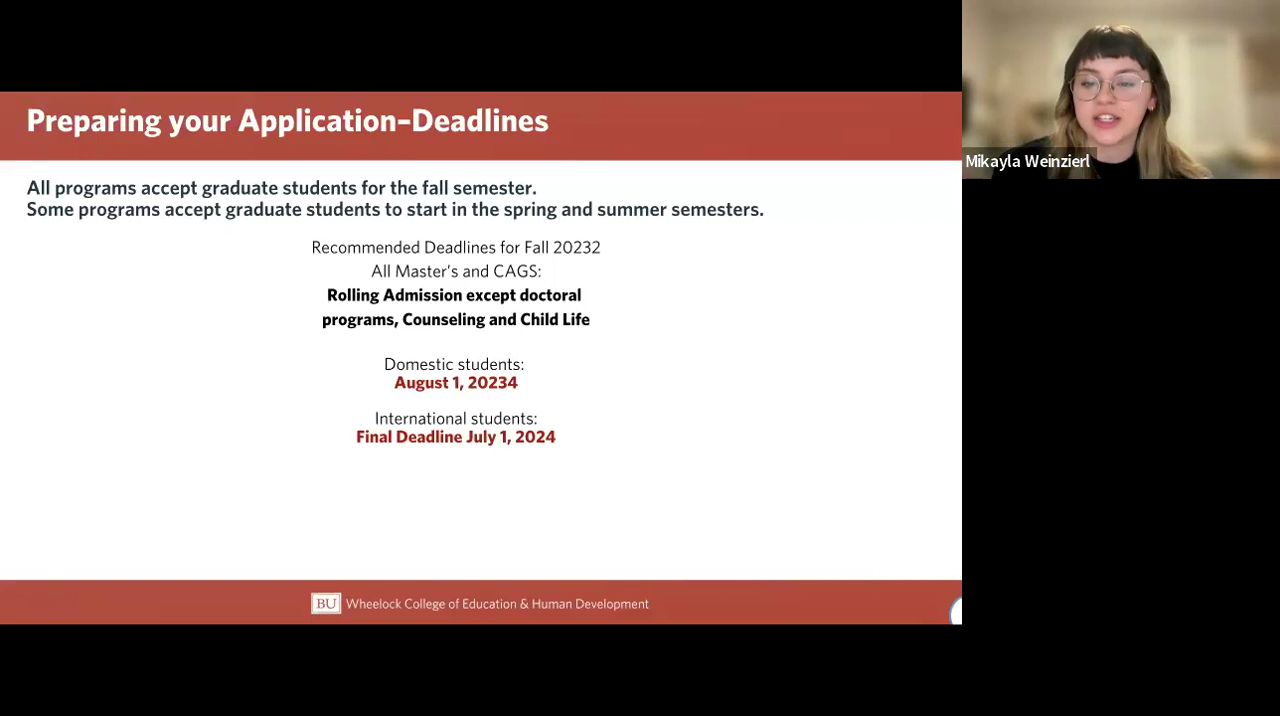 Preparing your Application–Deadlines
All programs accept graduate students for the fall semester.
Some programs accept graduate students to start in the spring and summer semesters.
Recommended Deadlines for Fall 20232
All Master's and CAGS:
Rolling Admission except doctoral
programs, Counseling and Child Life
Domestic students:
August 1, 20234
International students:
Final Deadline July 1, 2024
BU Wheelock College of Education & Human Development
Mikayla Weinzierl